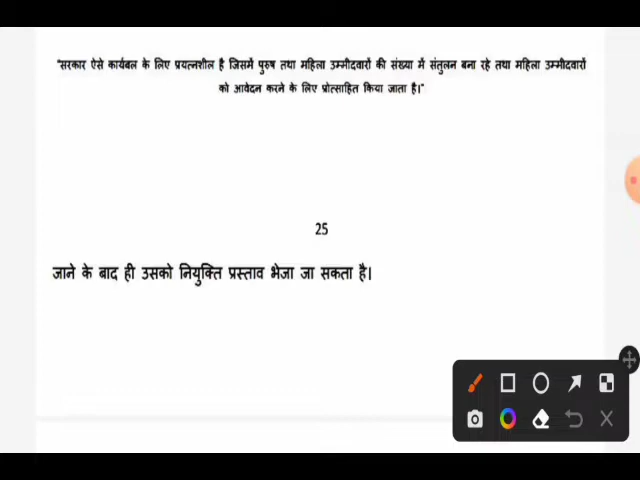 "सरकार ऐसे कार्यबल के लिए प्रयत्नशील है जिसमें पुरुष तथा महिला उम्मीदवारों की संख्या में संतुलन बना रहे तथा महिला उम्मीदवारों
को आवेदन करने के लिए प्रोत्साहित किया जाता है।"
25
जाने के बाद ही उसको नियुक्ति प्रस्ताव भेजा जा सकता है।